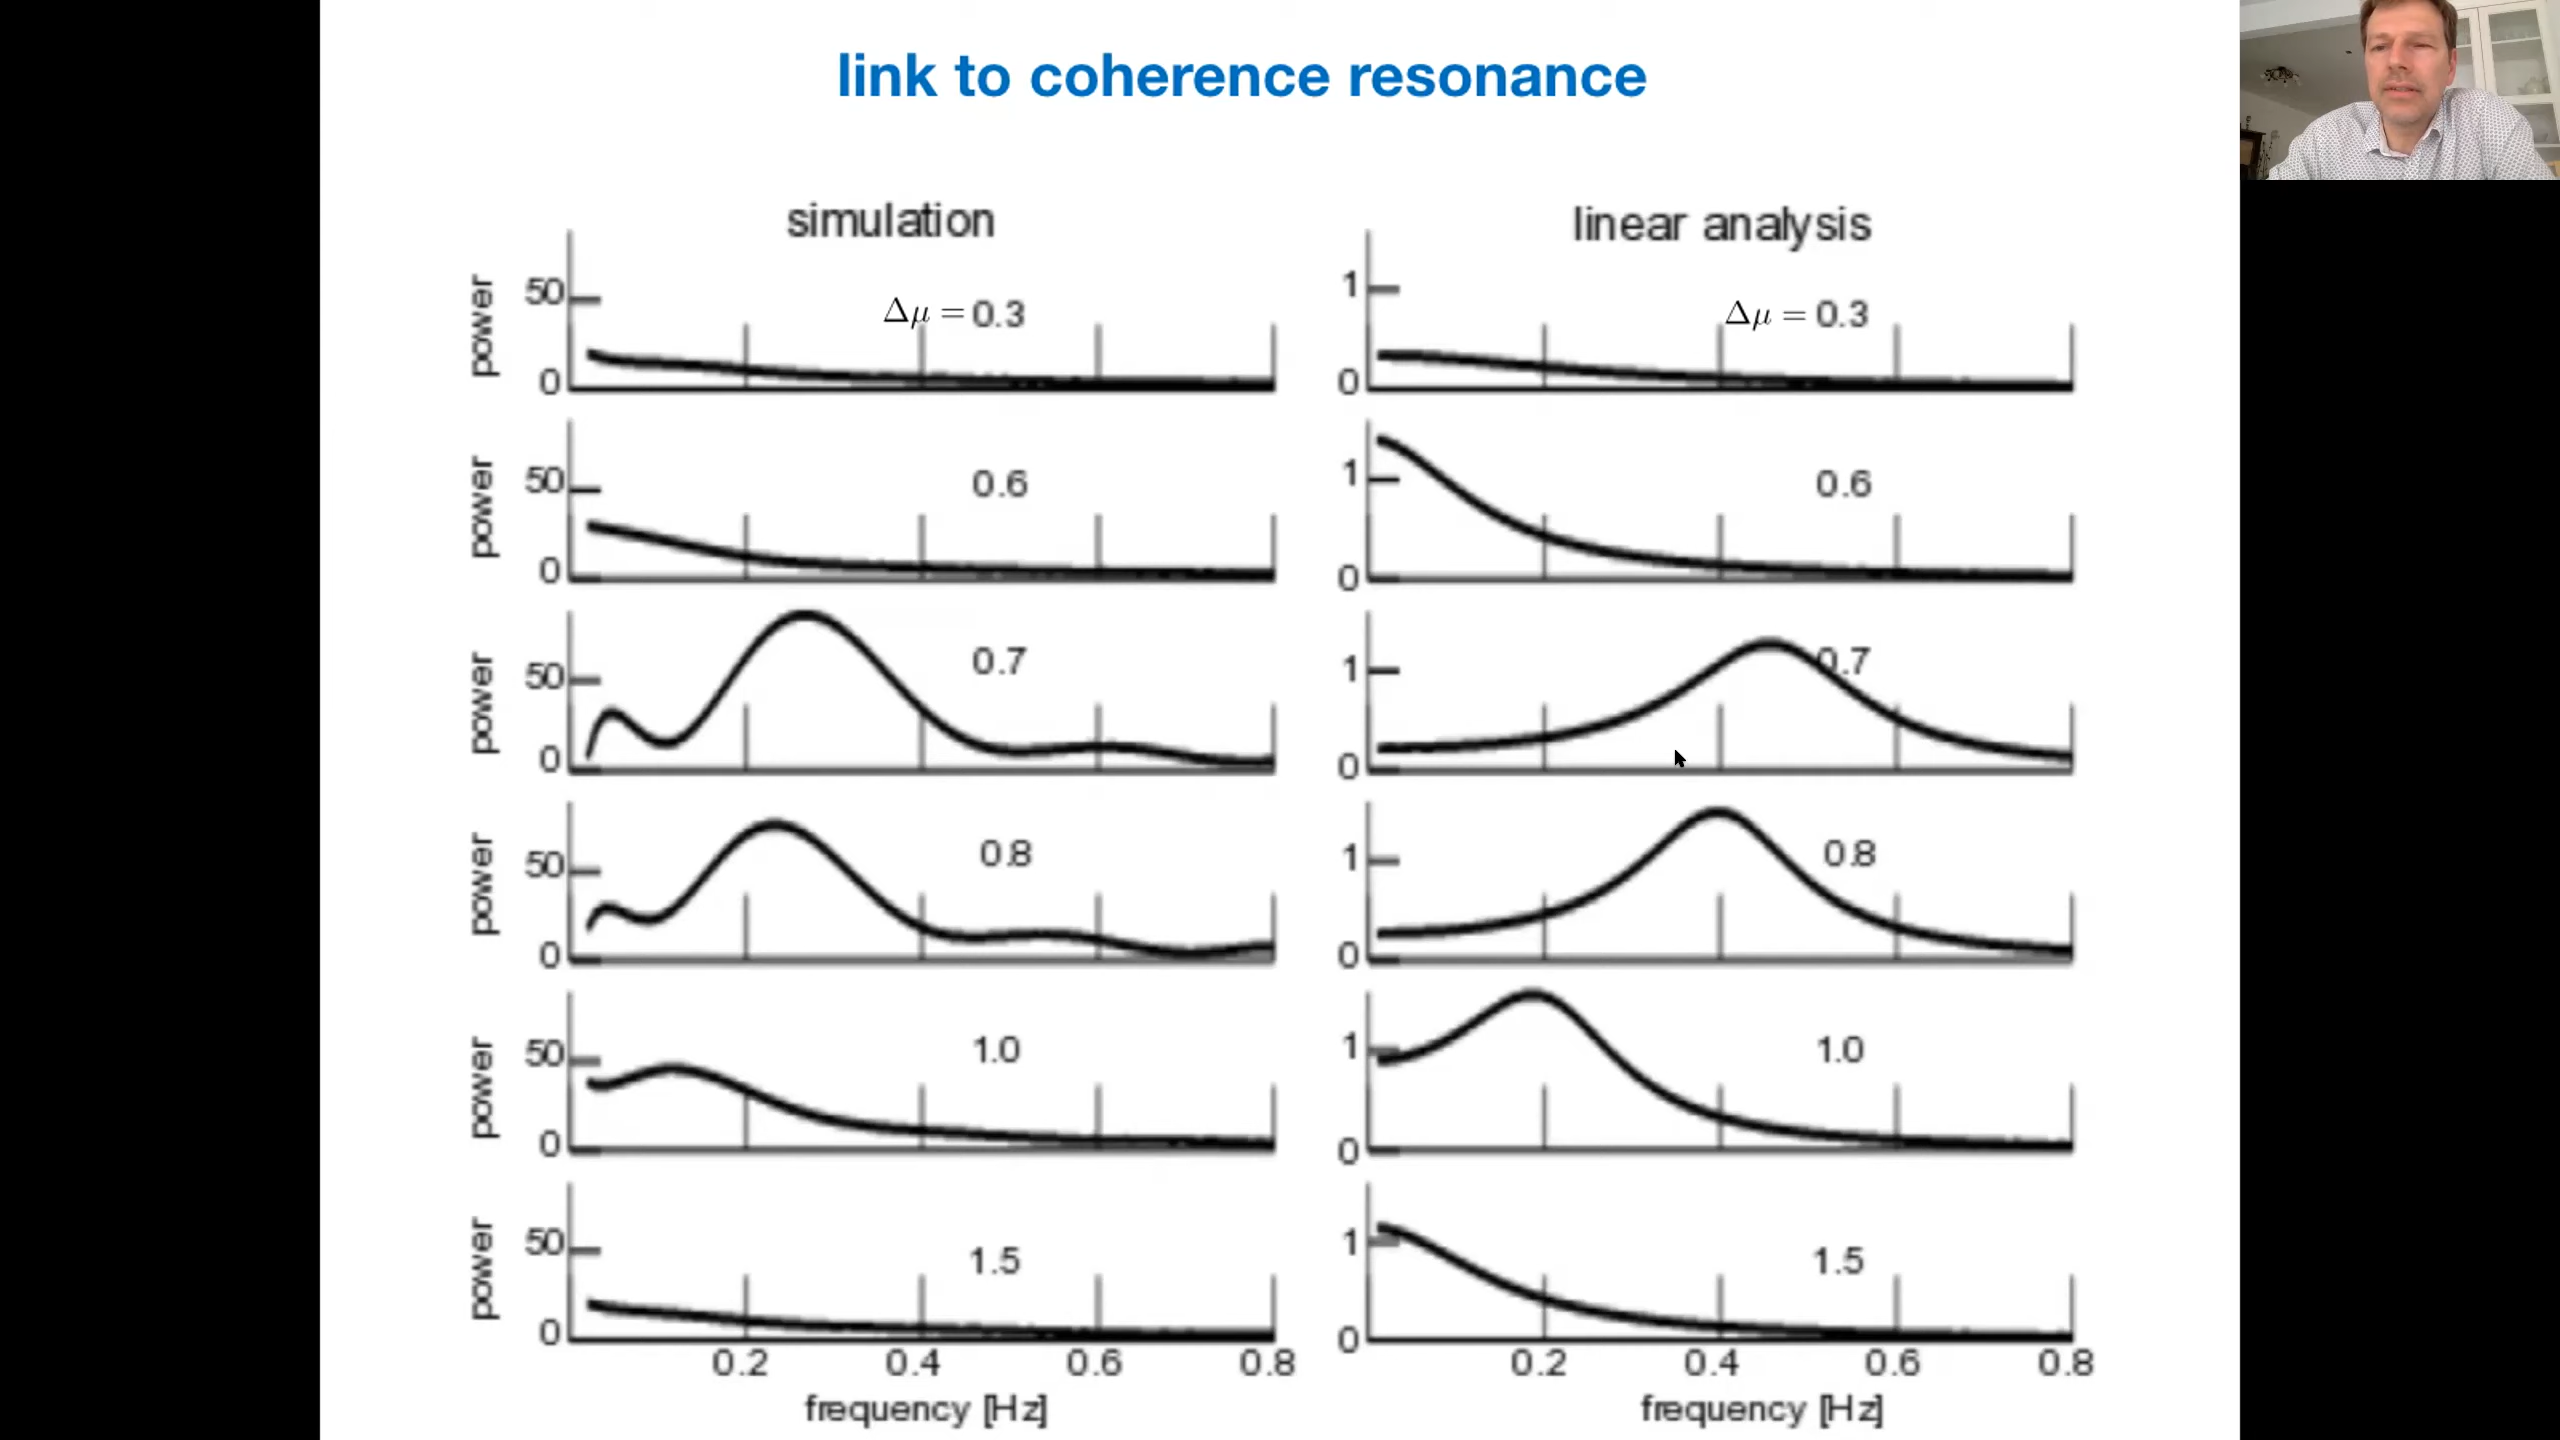 link to coherence resonance
simulation
linear analysis
power
50
0
Δμ = 0.3
1
0
Δμ = 0.3
power
50
0
0.6
1
0
0.6
power
50
0
0.7
1
0
0.7
power
50
0
0.8
1
0
0.8
power
50
0
1.0
1
0
1.0
power
50
0
1.5
1
0
1.5
0.2 0.4 0.6 0.8
0.2 0.4 0.6 0.8
frequency [Hz]
frequency [Hz]